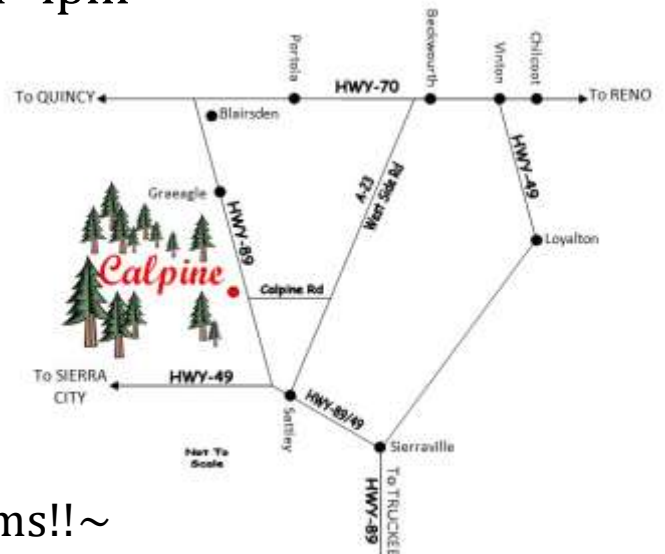 4pm
Portola
Beckwourth
Vinton
Chilcoot
To QUINCY
HWY-70
To RENO
Blairsden
A-23
West Side Rd
HWY-49
Graeagle
HWY-89
Loyalton
Calpine
Calpine Rd
To SIERRA
CITY
HWY-49
Sattley
HWY-89/49
Sierraville
Not To
Scale
To TRUCKEE
HWY-89
ms!!~